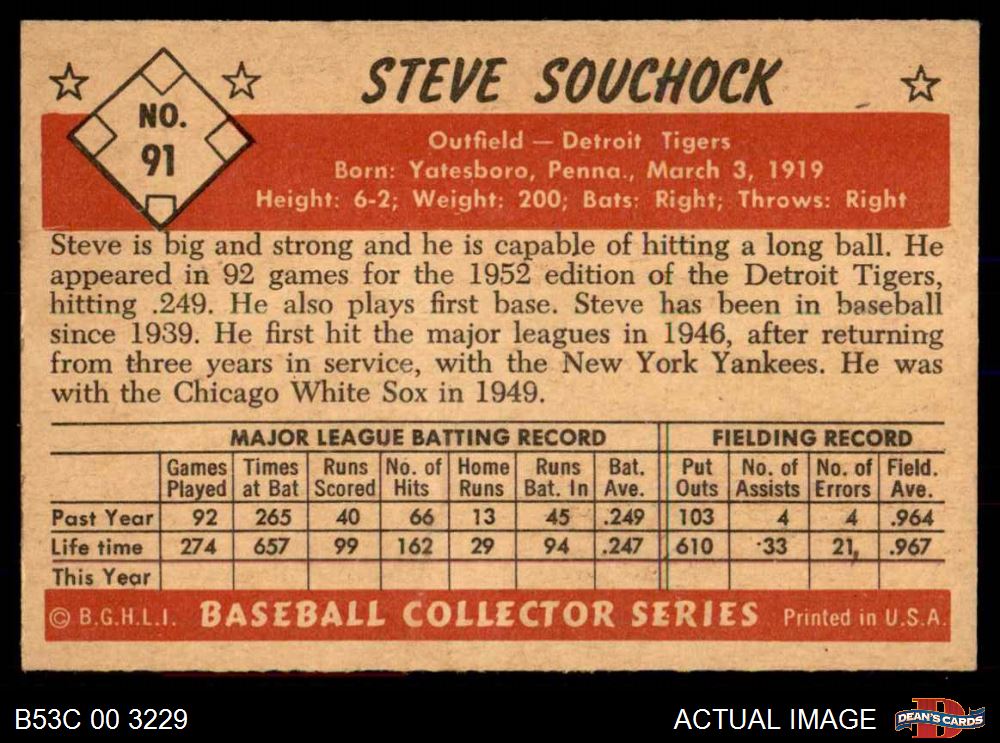 STEVE SOUCHOCK
NO.
91
Outfield — Detroit Tigers
Born: Yatesboro, Penna., March 3, 1919
Height: 6-2; Weight: 200; Bats: Right; Throws: Right
Steve is big and strong and he is capable of hitting a long ball. He
appeared in 92 games for the 1952 edition of the Detroit Tigers,
hitting .249. He also plays first base. Steve has been in baseball
since 1939. He first hit the major leagues in 1946, after returning
from three years in service, with the New York Yankees. He was
with the Chicago White Sox in 1949.
MAJOR LEAGUE BATTING RECORD FIELDING RECORD
Games Times Runs No. of Home Runs Bat. Put No. of No. of Field.
Played at Bat Scored Hits Runs Bat. In Ave. Outs Assists Errors Ave.
Past Year 92 265 40 66 13 45 .249 103 4 4 .964
Life time 274 657 99 162 29 94 .247 610 33 21 .967
This Year
© B.G.H.L.I. BASEBALL COLLECTOR SERIES Printed in U.S.A.
B53C 00 3229 ACTUAL IMAGE DEAN'S CARDS